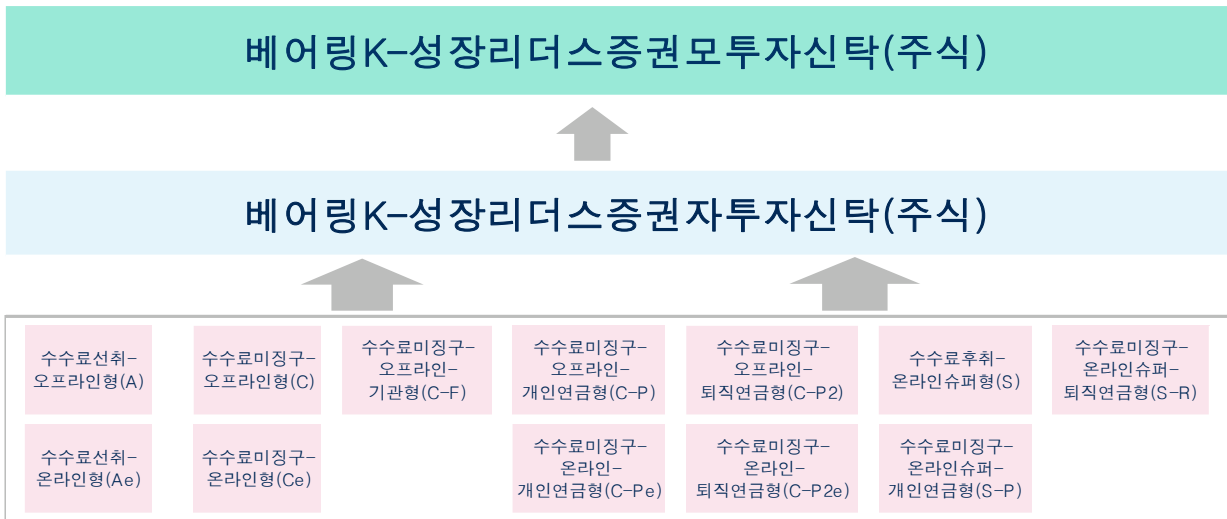 베어링K-성장리더스증권모투자신탁(주식)
베어링K-성장리더스증권자투자신탁(주식)
수수료선취-
오프라인형(A)
수수료미징구-
오프라인형(C)
수수료미징구-
오프라인-
기관형(C-F)
수수료미징구-
오프라인-
개인연금형(C-P)
수수료미징구-
오프라인-
퇴직연금형(C-P2)
수수료후취-
온라인슈퍼형(S)
수수료미징구-
온라인슈퍼-
퇴직연금형(S-R)
수수료선취-
온라인형(Ae)
수수료미징구-
온라인형(Ce)
수수료미징구-
온라인-
개인연금형(C-Pe)
수수료미징구-
온라인-
퇴직연금형(C-P2e)
수수료미징구-
온라인슈퍼-
개인연금형(S-P)